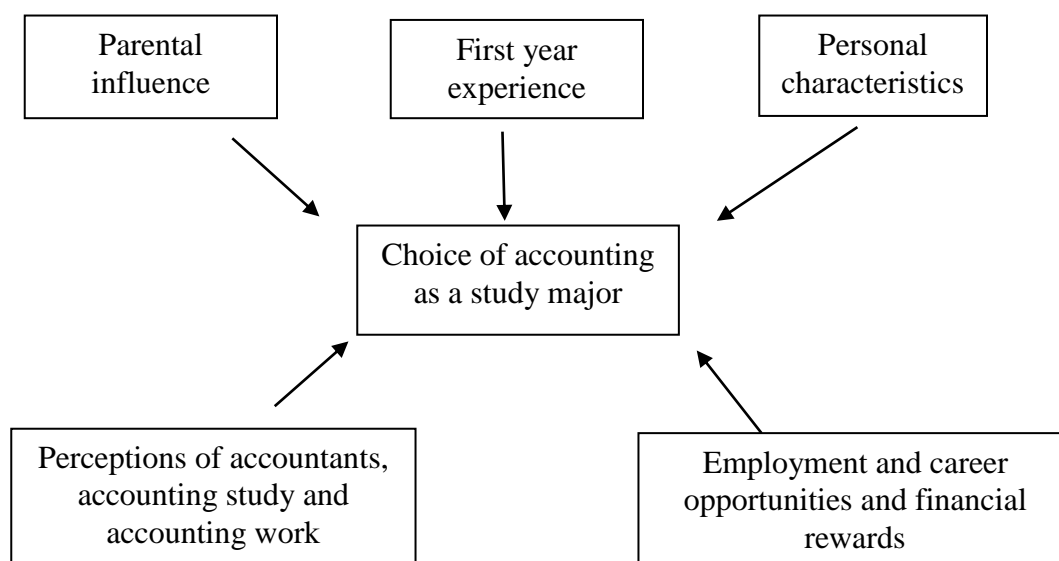 Parental
influence
First year
experience
Personal
characteristics
Choice of accounting
as a study major
Perceptions of accountants,
accounting study and
accounting work
Employment and career
opportunities and financial
rewards